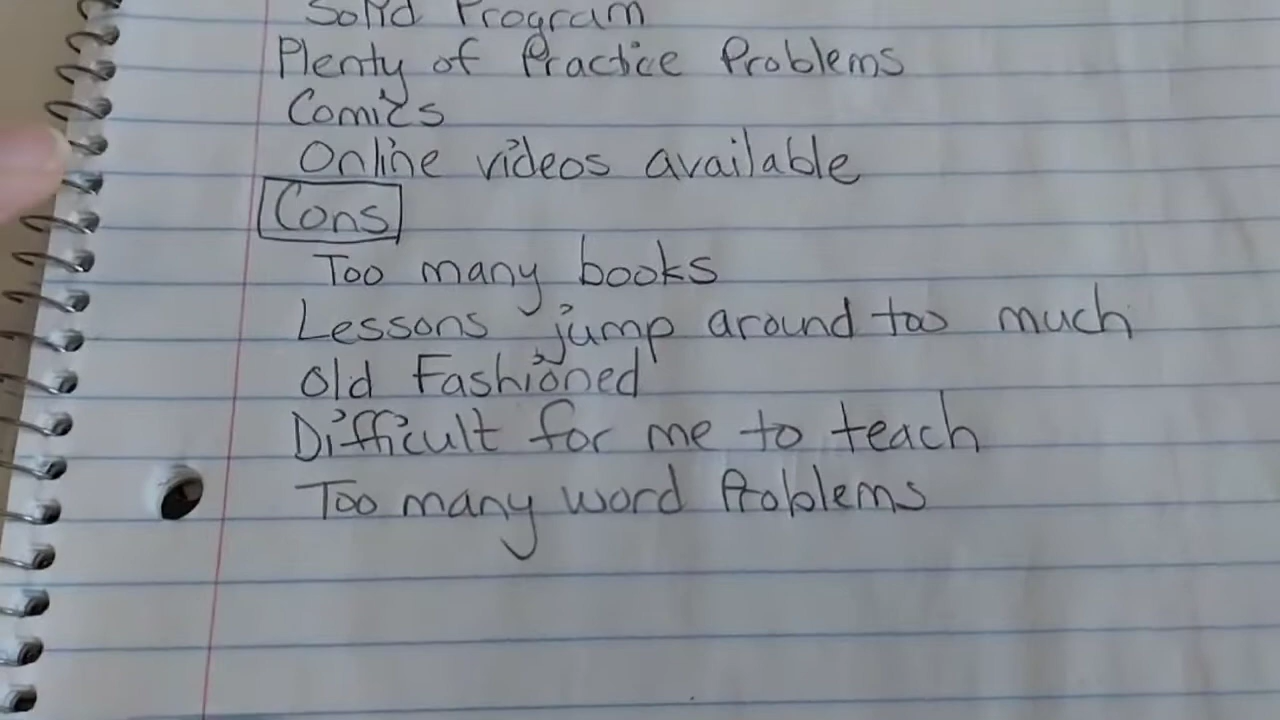 Solid Program
Plenty of Practice Problems
Comics
Online videos available
Cons
Too many books
Lessons jump around too much
Old Fashioned
Difficult for me to teach
Too many word Problems